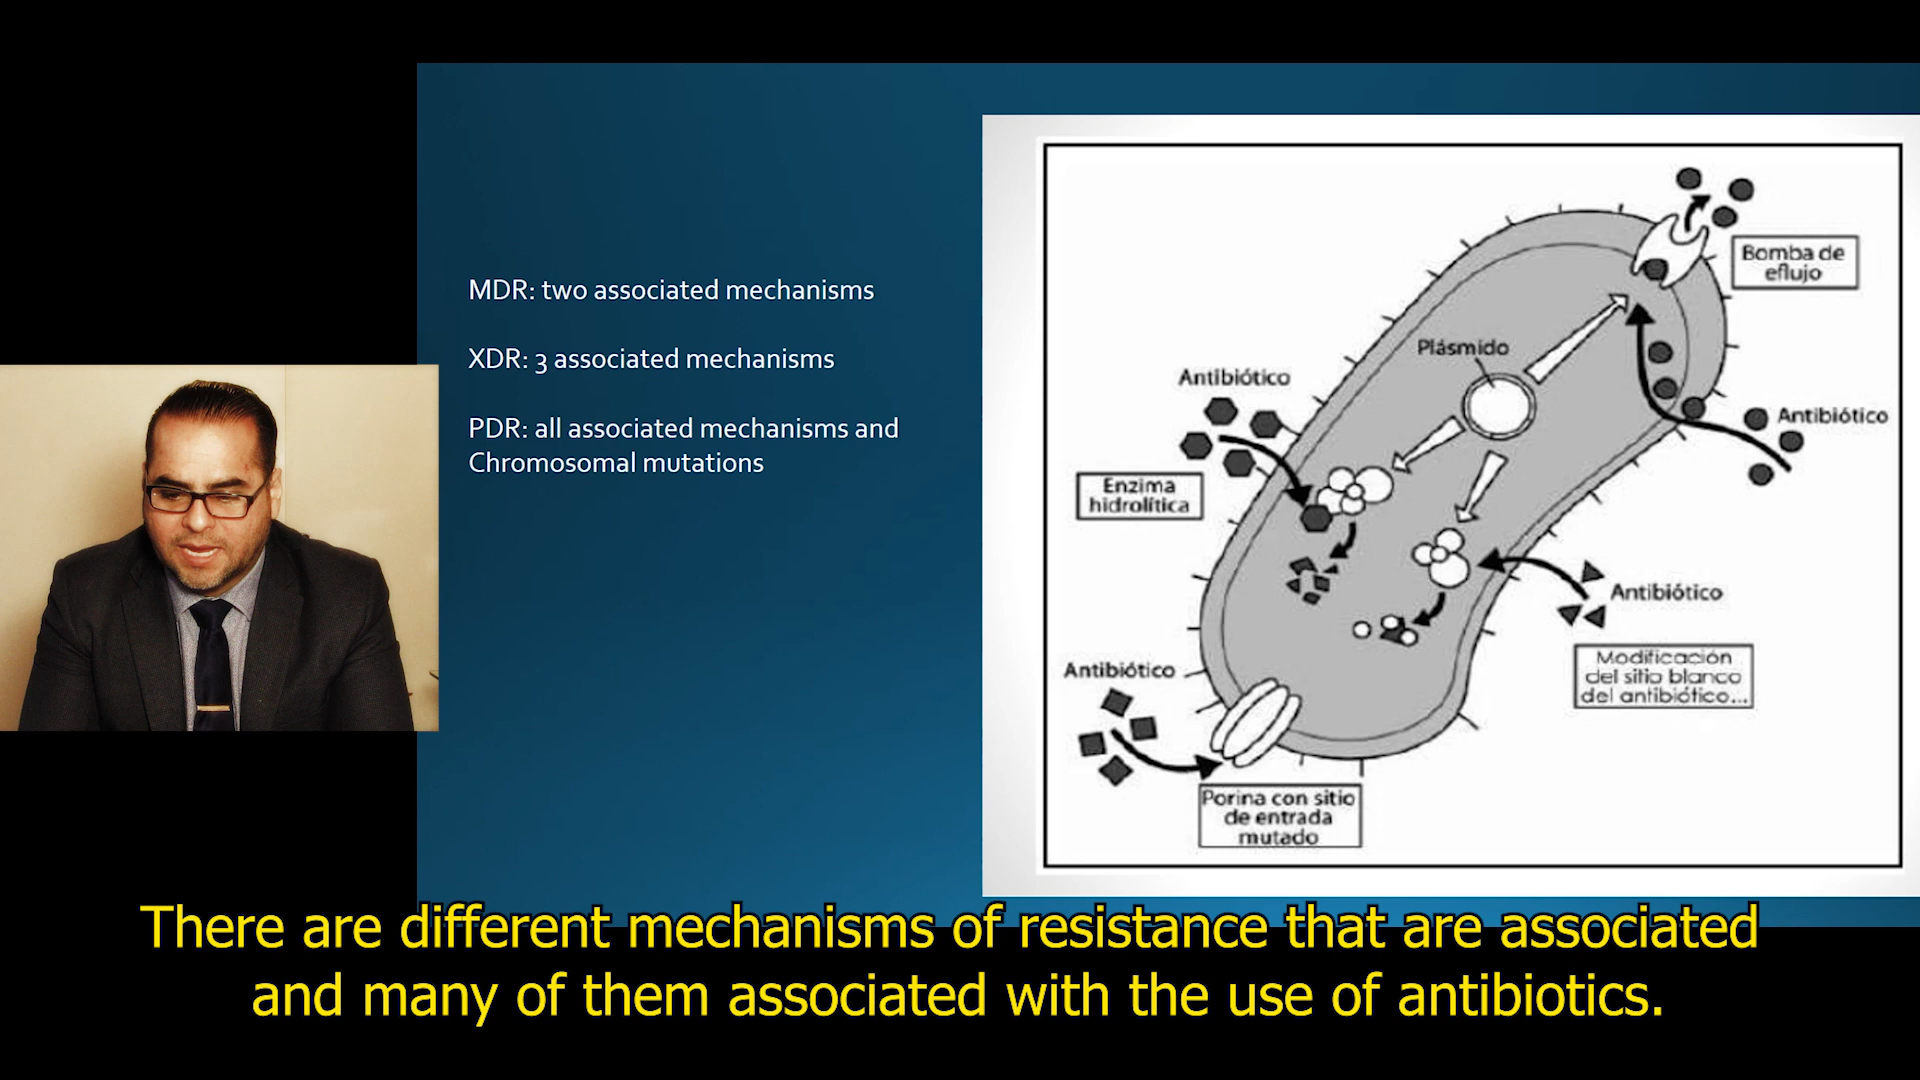 MDR: two associated mechanisms
XDR: 3 associated mechanisms
PDR: all associated mechanisms and
Chromosomal mutations
Bomba de
eflujo
Plásmido
Antibiótico
Antibiótico
Enzima
hidrolítica
Antibiótico
Modificación
del sitio blanco
del antibiótico...
Antibiótico
Porina con sitio
de entrada
mutado
There are different mechanisms of resistance that are associated
and many of them associated with the use of antibiotics.